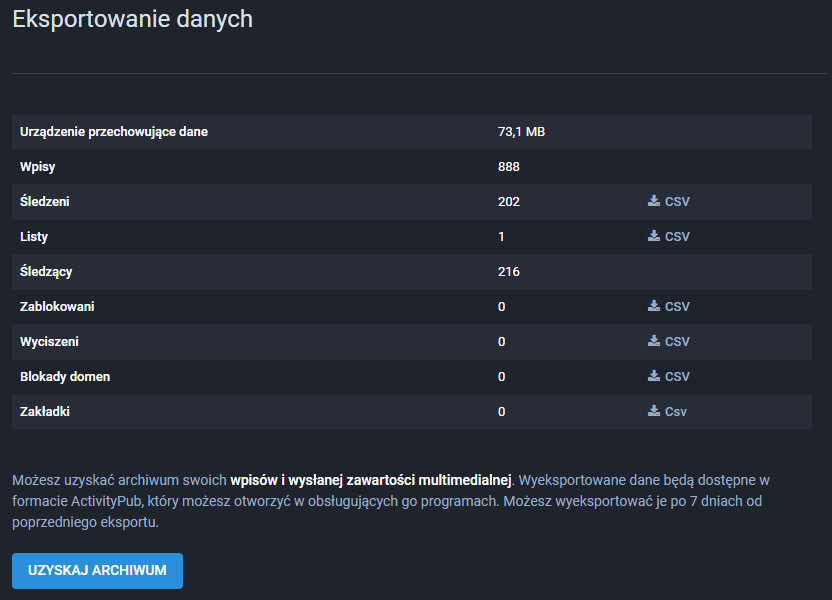 Eksportowanie danych
Urządzenie przechowujące dane 73,1 MB
Wpisy 888
Śledzeni 202 CSV
Listy 1 CSV
Śledzący 216
Zablokowani 0 CSV
Wyciszeni 0 CSV
Blokady domen 0 CSV
Zakładki 0 Csv
Możesz uzyskać archiwum swoich wpisów i wysłanej zawartości multimedialnej. Wyeksportowane dane będą dostępne w
formacie ActivityPub, który możesz otworzyć w obsługujących go programach. Możesz wyeksportować je po 7 dniach od
poprzedniego eksportu.
UZYSKAJ ARCHIWUM